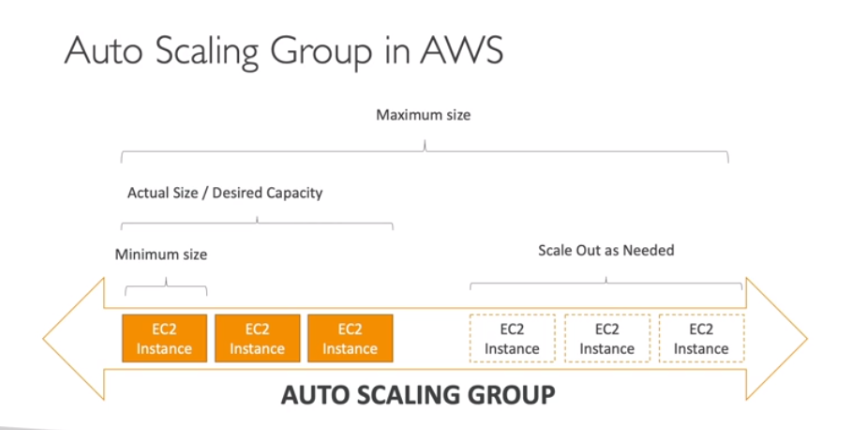 Auto Scaling Group in AWS
Maximum size
Actual Size / Desired Capacity
Minimum size
Scale Out as Needed
EC2
Instance
EC2
Instance
EC2
Instance
EC2
Instance
EC2
Instance
EC2
Instance
AUTO SCALING GROUP